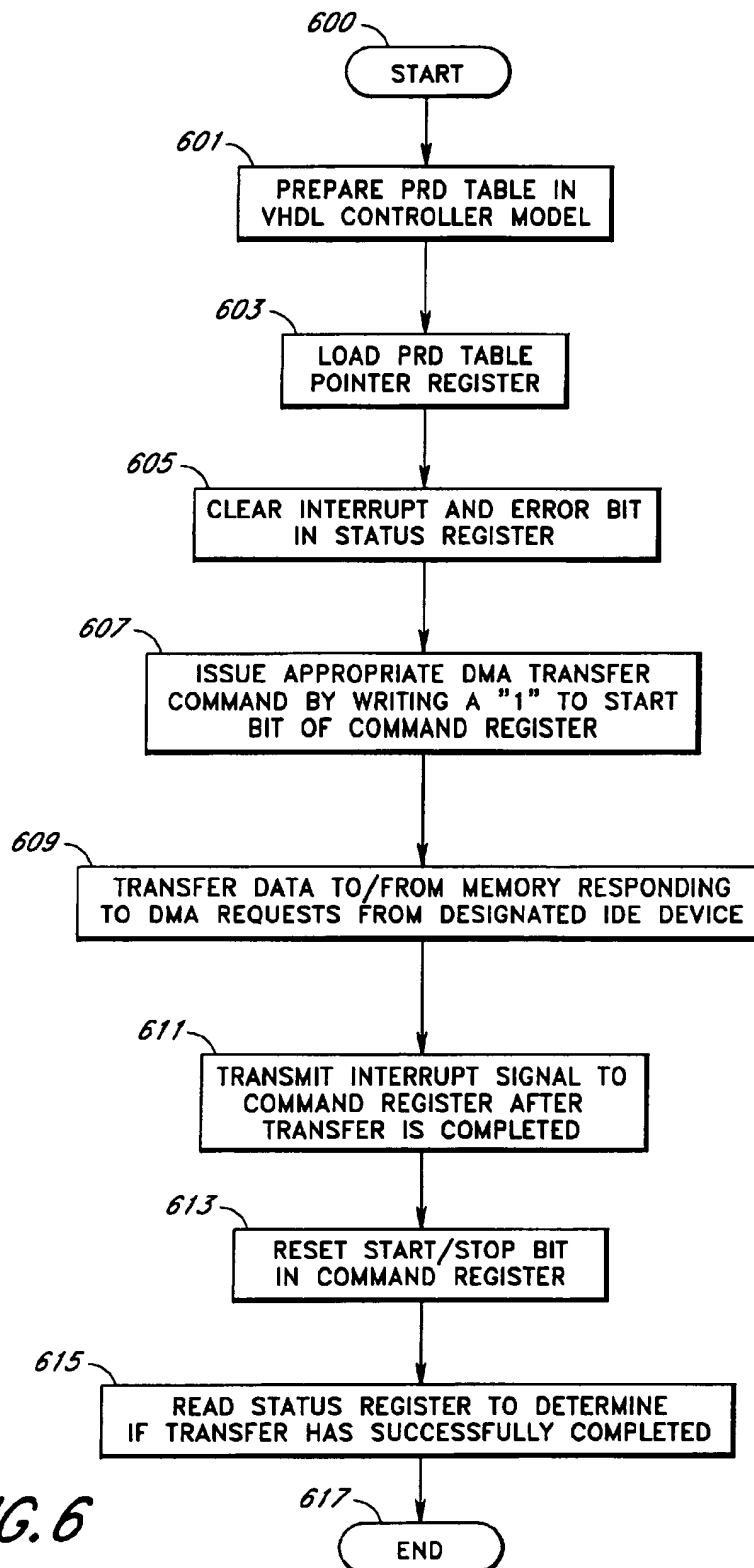 600
START
601
PREPARE PRD TABLE IN
VHDL CONTROLLER MODEL
603
LOAD PRD TABLE
POINTER REGISTER
605
CLEAR INTERRUPT AND ERROR BIT
IN STATUS REGISTER
607
ISSUE APPROPRIATE DMA TRANSFER
COMMAND BY WRITING A "1" TO START
BIT OF COMMAND REGISTER
609
TRANSFER DATA TO/FROM MEMORY RESPONDING
TO DMA REQUESTS FROM DESIGNATED IDE DEVICE
611
TRANSMIT INTERRUPT SIGNAL TO
COMMAND REGISTER AFTER
TRANSFER IS COMPLETED
613
RESET START/STOP BIT
IN COMMAND REGISTER
615
READ STATUS REGISTER TO DETERMINE
IF TRANSFER HAS SUCCESSFULLY COMPLETED
617
END
G.6